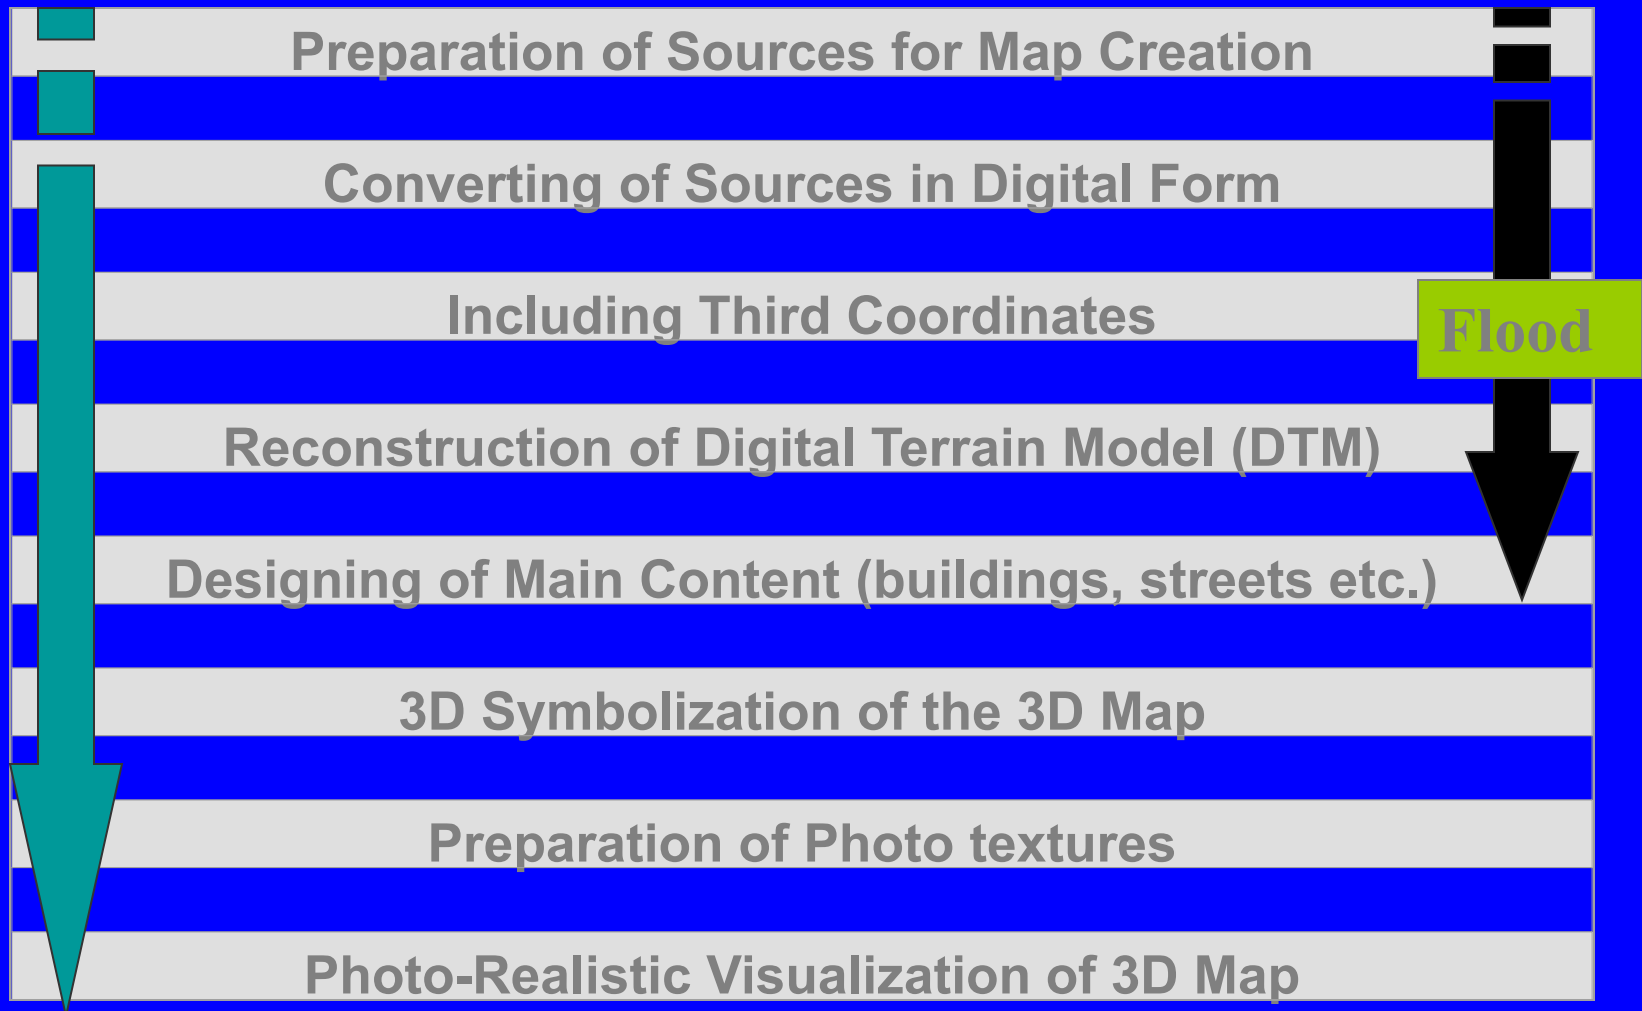 Preparation of Sources for Map Creation
Converting of Sources in Digital Form
Including Third Coordinates
Flood
Reconstruction of Digital Terrain Model (DTM)
Designing of Main Content (buildings, streets etc.)
3D Symbolization of the 3D Map
Preparation of Photo textures
Photo-Realistic Visualization of 3D Map